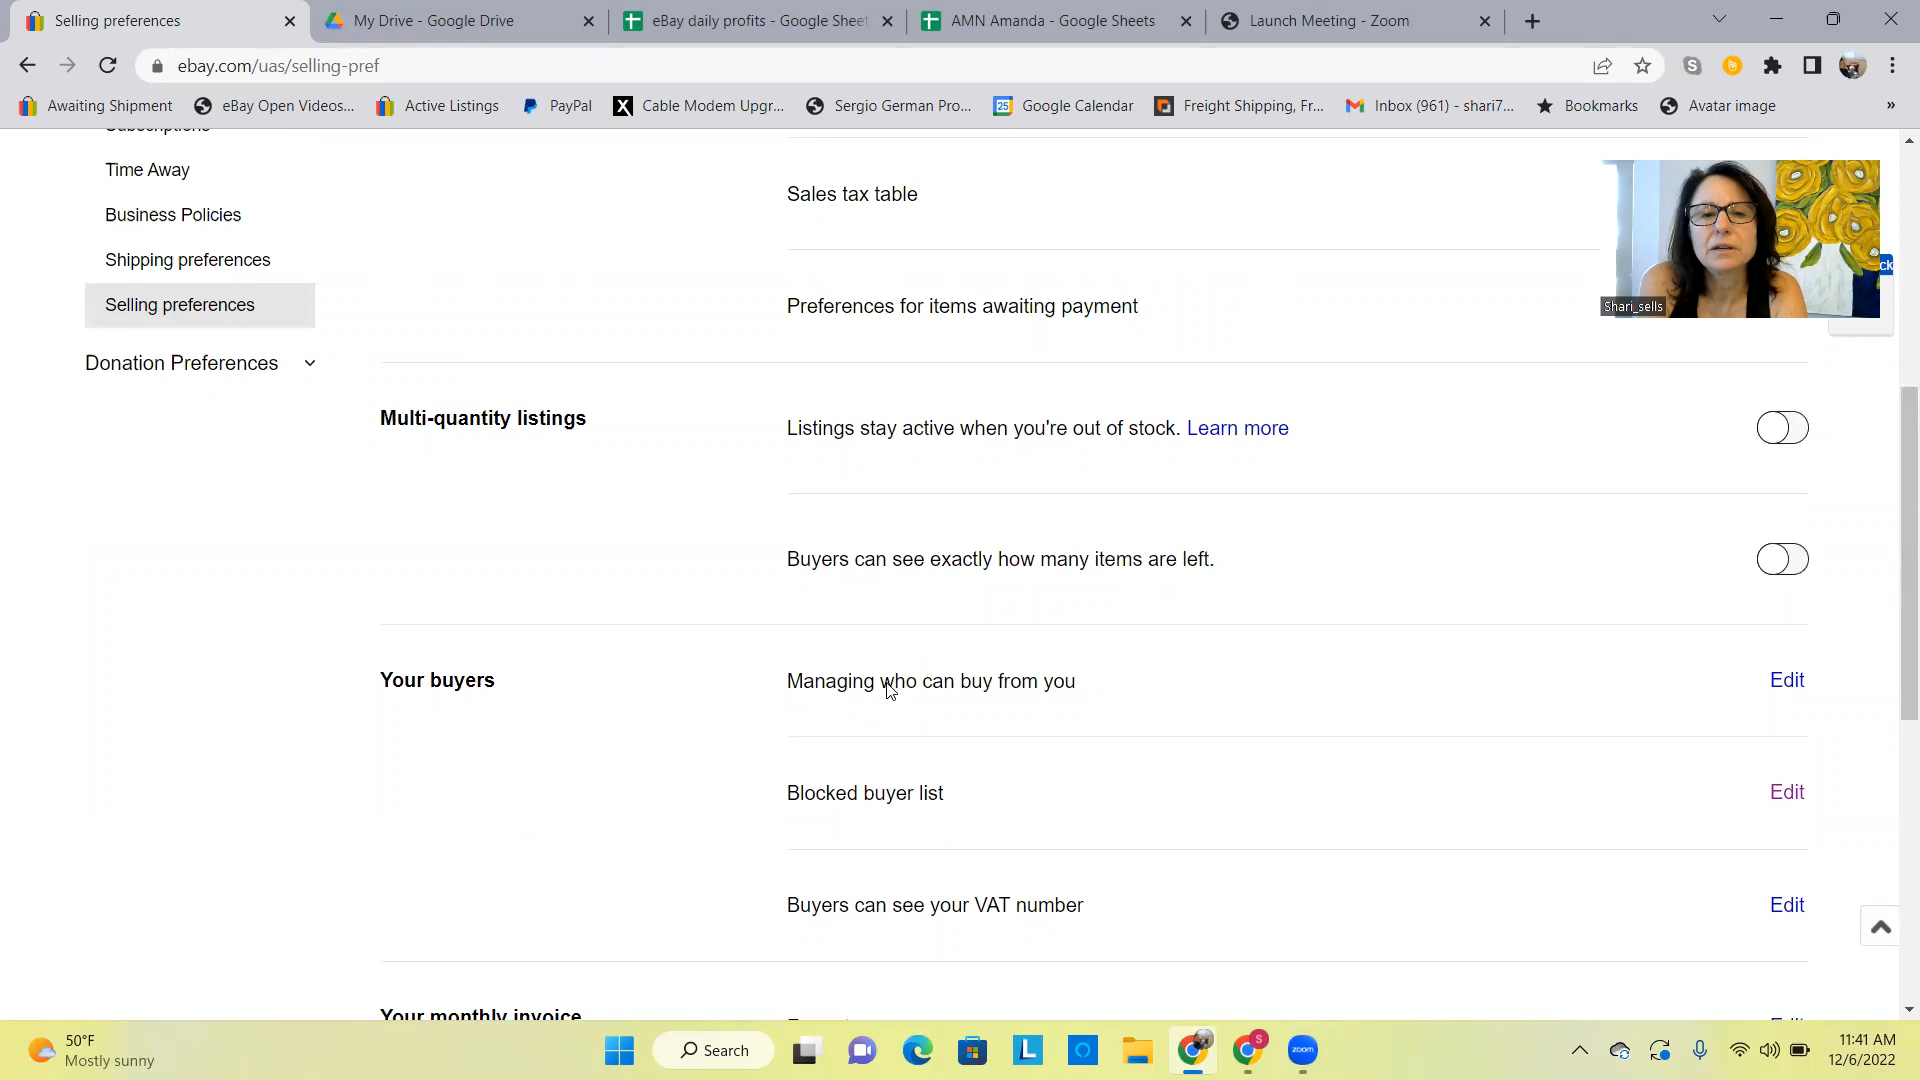 Selling preferences
My Drive - Google Drive
eBay daily profits - Google Sheet
AMN Amanda - Google Sheets
Launch Meeting - Zoom
ebay.com/uas/selling-pref
Awaiting Shipment
eBay Open Videos...
Active Listings
PayPal
Cable Modem Upgr...
Sergio German Pro...
25
Google Calendar
Freight Shipping, Fr...
Inbox (961) - shari7...
Bookmarks
Avatar image
»
Subscriptions
Time Away
Business Policies
Shipping preferences
Selling preferences
Donation Preferences
Sales tax table
Preferences for items awaiting payment
Shari_sells
ck
Multi-quantity listings
Listings stay active when you're out of stock. Learn more
Buyers can see exactly how many items are left.
Your buyers
Managing who can buy from you
Edit
Blocked buyer list
Edit
Buyers can see your VAT number
Edit
Your monthly invoice
50°F
Mostly sunny
Search
L
S
zoom
11:41 AM
12/6/2022